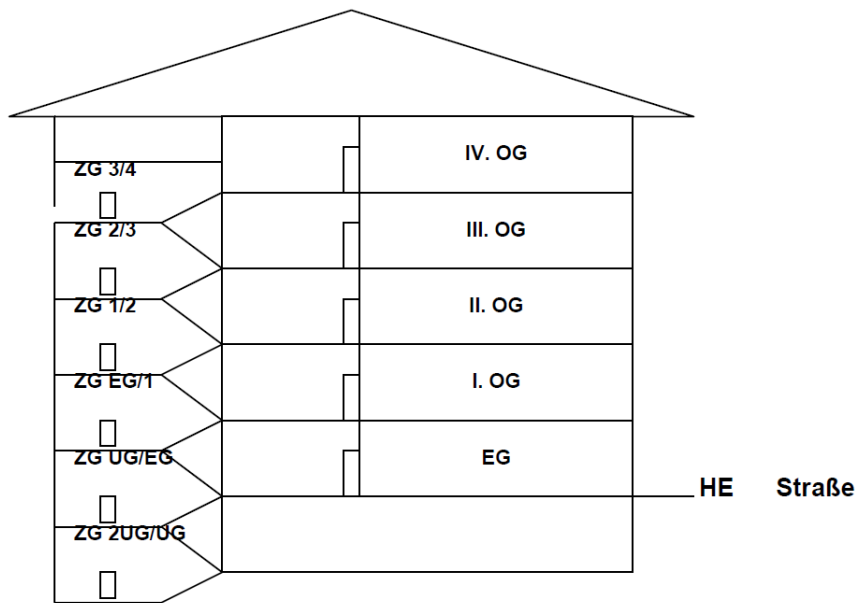 IV. OG
ZG 3/4
III. OG
ZG 2/3
II. OG
ZG 1/2
I. OG
ZG EG/1
EG
ZG UG/EG
HE Straße
ZG 2UG/UG